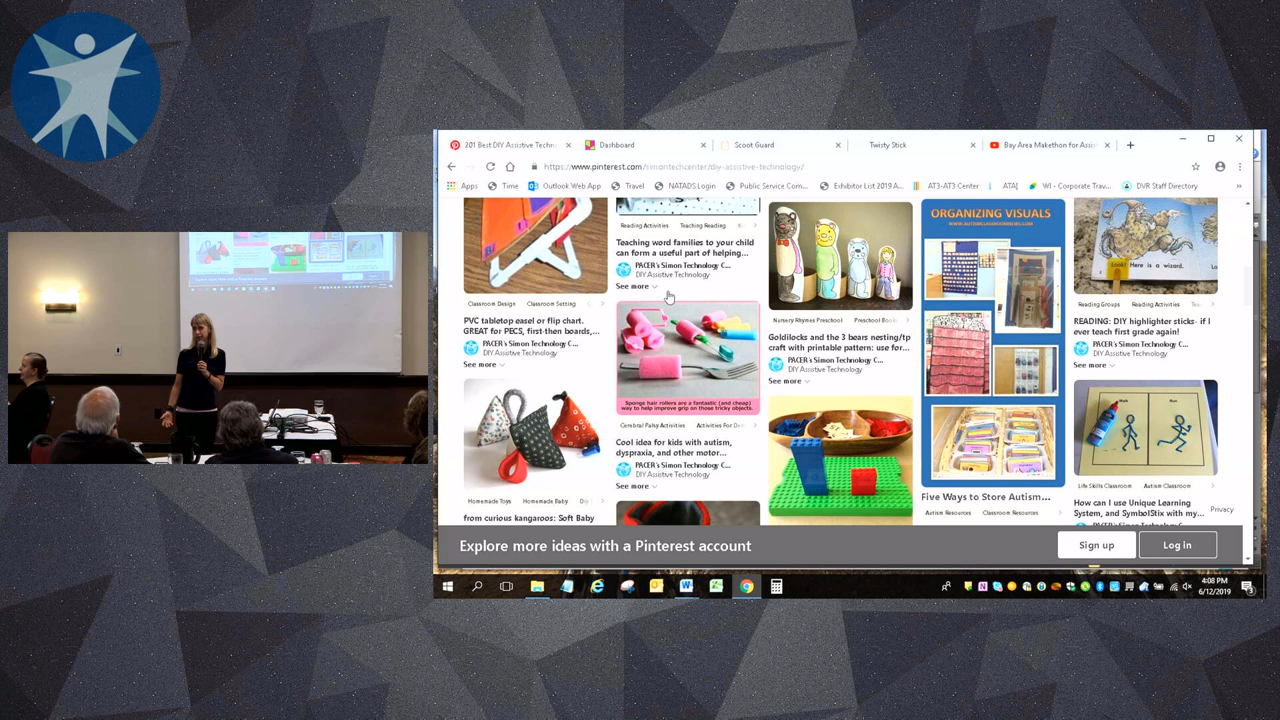 201 Best DIY Assistive Techn
Dashboard
Scoot Guard
Twisty Stick
Bay Area Makethon for Assis
https://www.pinterest.com/simontechcenter/diy-assistive-technology/
Apps
Time
Outlook Web App
Travel
NATADS Login
Public Service Com...
Exhibitor List 2019 A...
AT3-AT3 Center
ATA[
WI - Corporate Trav...
DVR Staff Directory
»
Classroom Design
Classroom Setting
PVC tabletop easel or flip chart.
GREAT for PECS, first-then boards,...
PACER's Simon Technology C...
DIY Assistive Technology
See more
Homemade Toys
Homemade Baby
from curious kangaroos: Soft Baby
Reading Activities
Teaching Reading
Teaching word families to your child
can form a useful part of helping...
PACER's Simon Technology C...
DIY Assistive Technology
See more
Sponge hair rollers are a fantastic (and cheap)
way to help improve grip on those tricky objects.
Cerebral Palsy Activities
Activities For
Cool idea for kids with autism,
dyspraxia, and other motor...
PACER's Simon Technology C...
DIY Assistive Technology
See more
Nursery Rhymes Preschool
Preschool
Goldilocks and the 3 bears nesting/tp
craft with printable pattern: use for...
PACER's Simon Technology C...
DIY Assistive Technology
See more
ORGANIZING VISUALS
Five Ways to Store Autism...
Autism Resources
Classroom Resources
Look! Here is a wizard.
Reading Groups
Reading Activities
READING: DIY highlighter sticks- if I
ever teach first grade again!
PACER's Simon Technology C...
DIY Assistive Technology
See more
Walk
Run
Life Skills Classroom
Autism Classroom
How can I use Unique Learning
System, and SymbolStix with my...
Privacy
Explore more ideas with a Pinterest account
Sign up
Log in
4:08 PM
6/12/2019